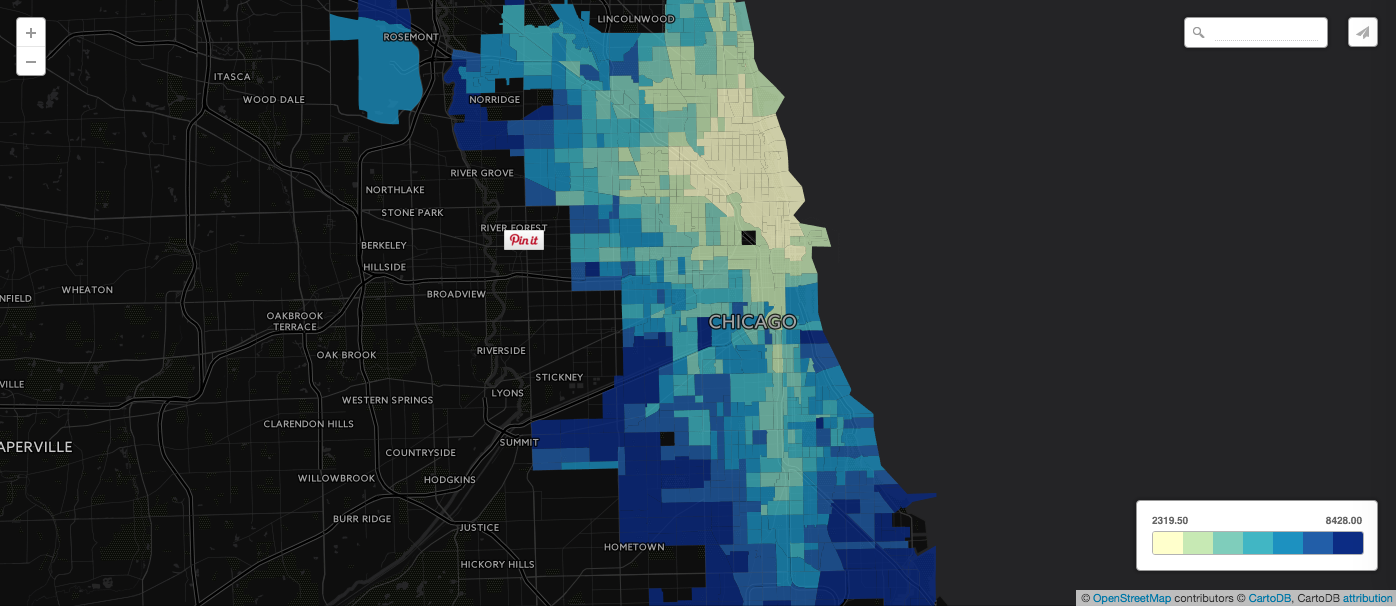 +
LINCOLNWOOD
ROSEMONT
ITASCA
WOOD DALE
NORRIDGE
−
RIVER GROVE
NORTHLAKE
STONE PARK
RIVER FOREST
Pin it
BERKELEY
HILLSIDE
WHEATON
BROADVIEW
NFIELD
OAKBROOK
TERRACE
CHICAGO
OAK BROOK
RIVERSIDE
STICKNEY
VILLE
LYONS
WESTERN SPRINGS
CLARENDON HILLS
SUMMIT
APERVILLE
COUNTRYSIDE
WILLOWBROOK
HODGKINS
BURR RIDGE
JUSTICE
HOMETOWN
HICKORY HILLS
2319.50 8428.00
© OpenStreetMap contributors © CartoDB, CartoDB attribution